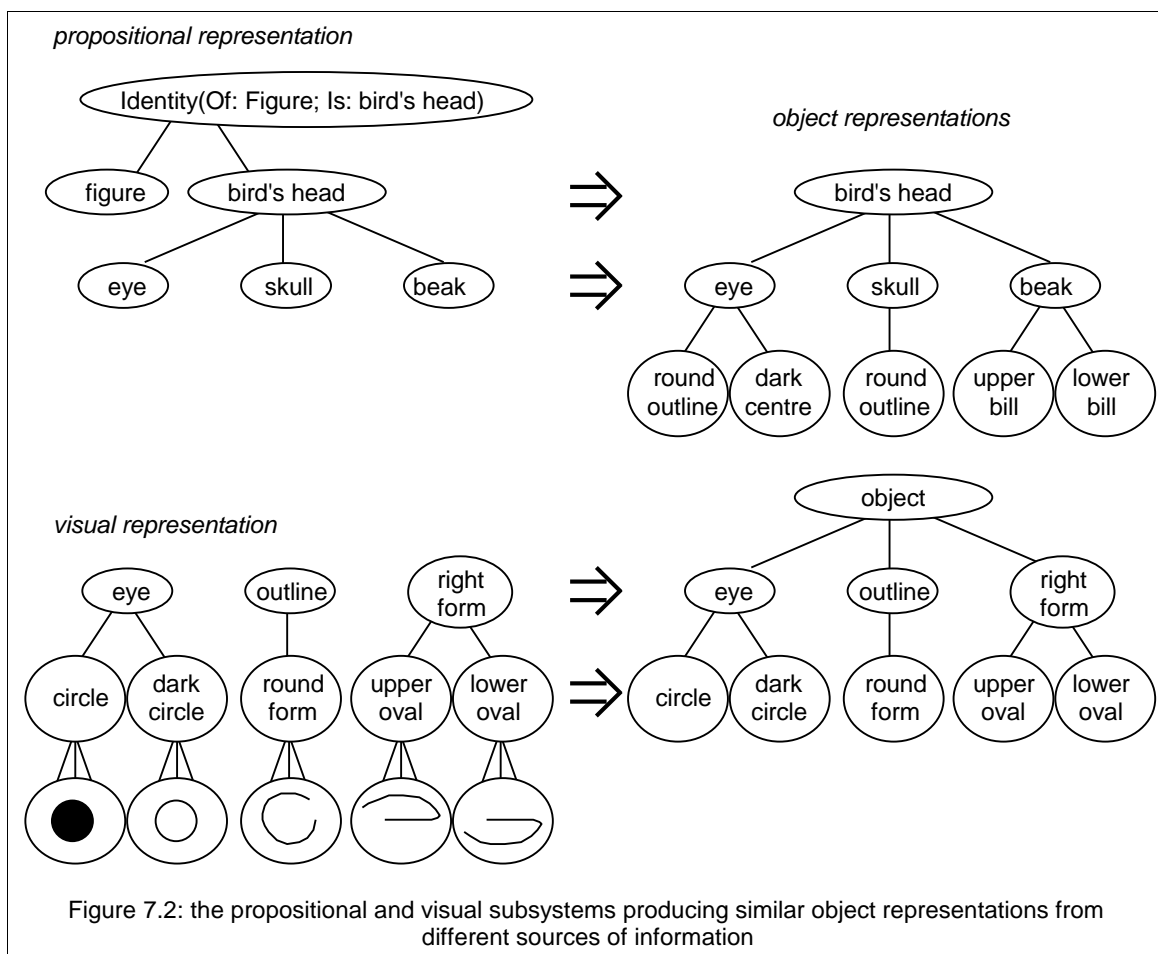 propositional representation
Identity(Of: Figure; Is: bird's head)
object representations
figure
bird's head
bird's head
eye
skull
beak
eye
skull
beak
round
outline
dark
centre
round
outline
upper
bill
lower
bill
object
visual representation
eye
outline
right
form
eye
outline
right
form
circle
dark
circle
round
form
upper
oval
lower
oval
circle
dark
circle
round
form
upper
oval
lower
oval
Figure 7.2: the propositional and visual subsystems producing similar object representations from
different sources of information